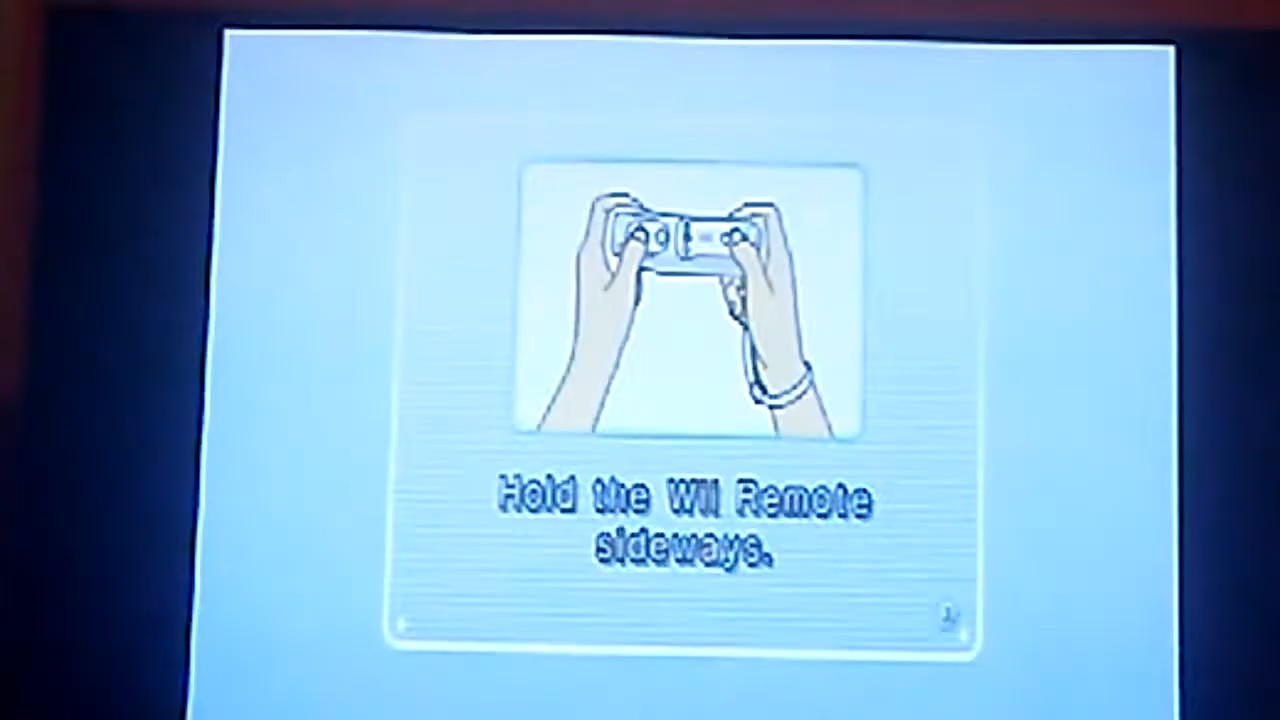 Hold the Wii Remote
sideways.